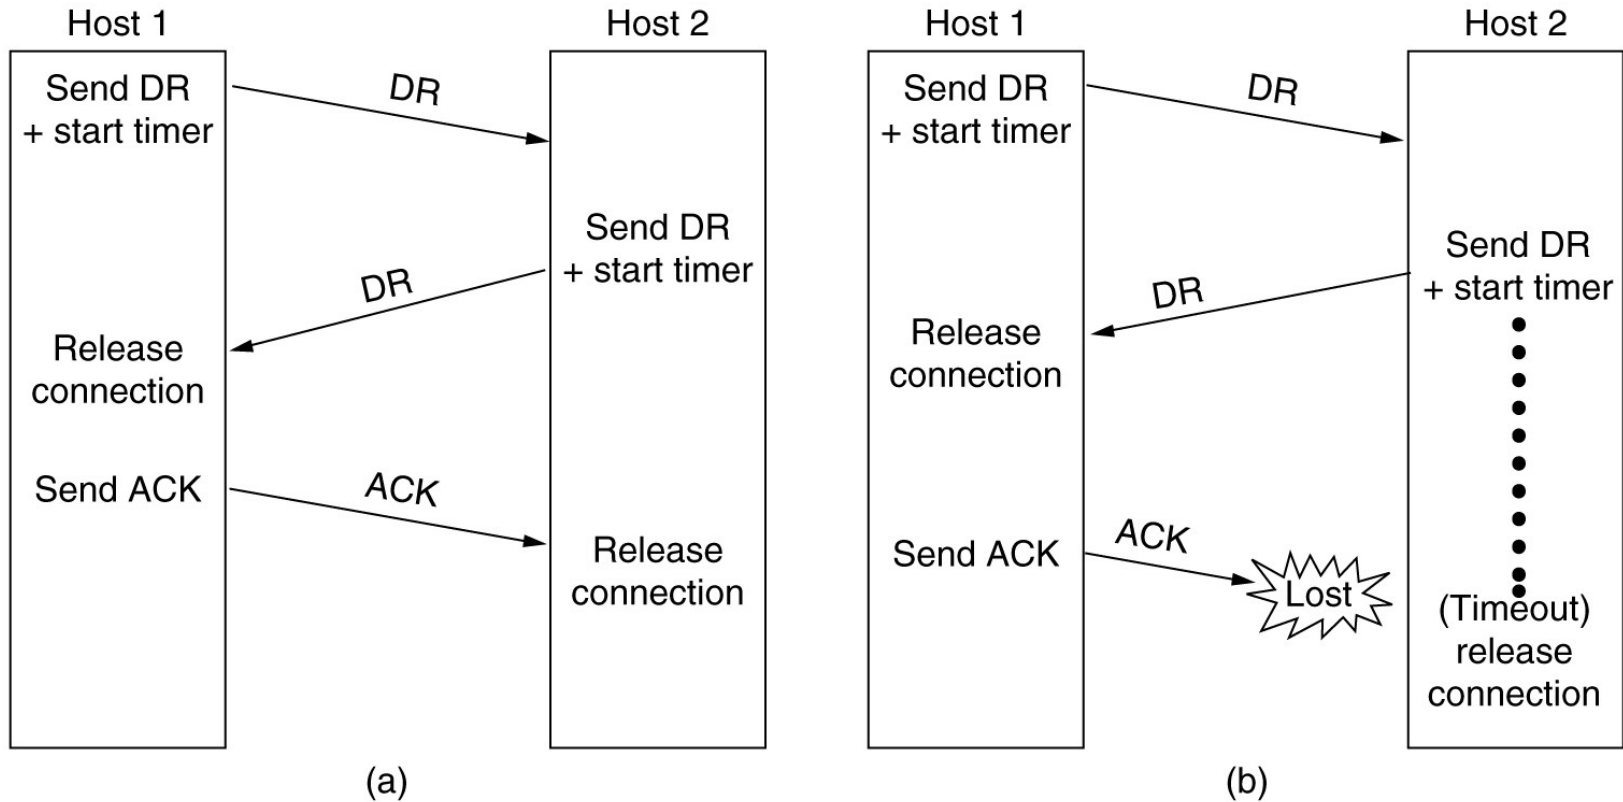 Host 1
Host 2
Send DR
+ start timer
DR
Send DR
+ start timer
DR
Release
connection
Send ACK
ACK
Release
connection
(a)
Host 1
Host 2
Send DR
+ start timer
DR
Send DR
+ start timer
DR
Release
connection
Send ACK
ACK
Lost
(Timeout)
release
connection
(b)